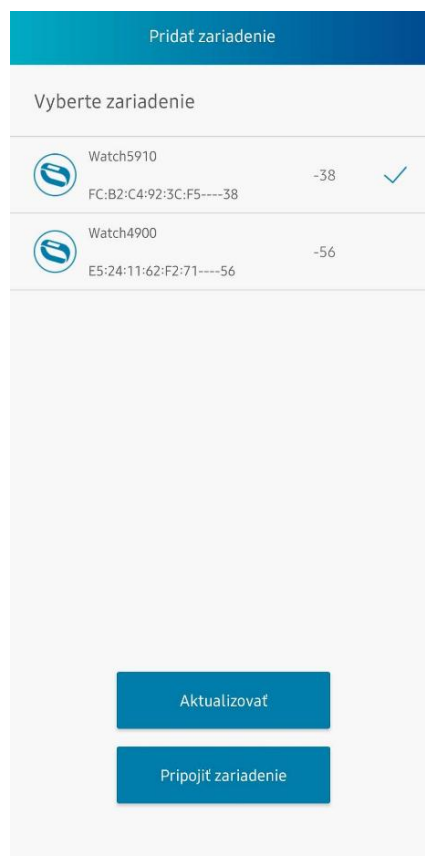 Pridať zariadenie
Vyberte zariadenie
Watch5910
-38
FC:B2:C4:92:3C:F5----38
Watch4900
-56
E5:24:11:62:F2:71----56
Aktualizovať
Pripojiť zariadenie